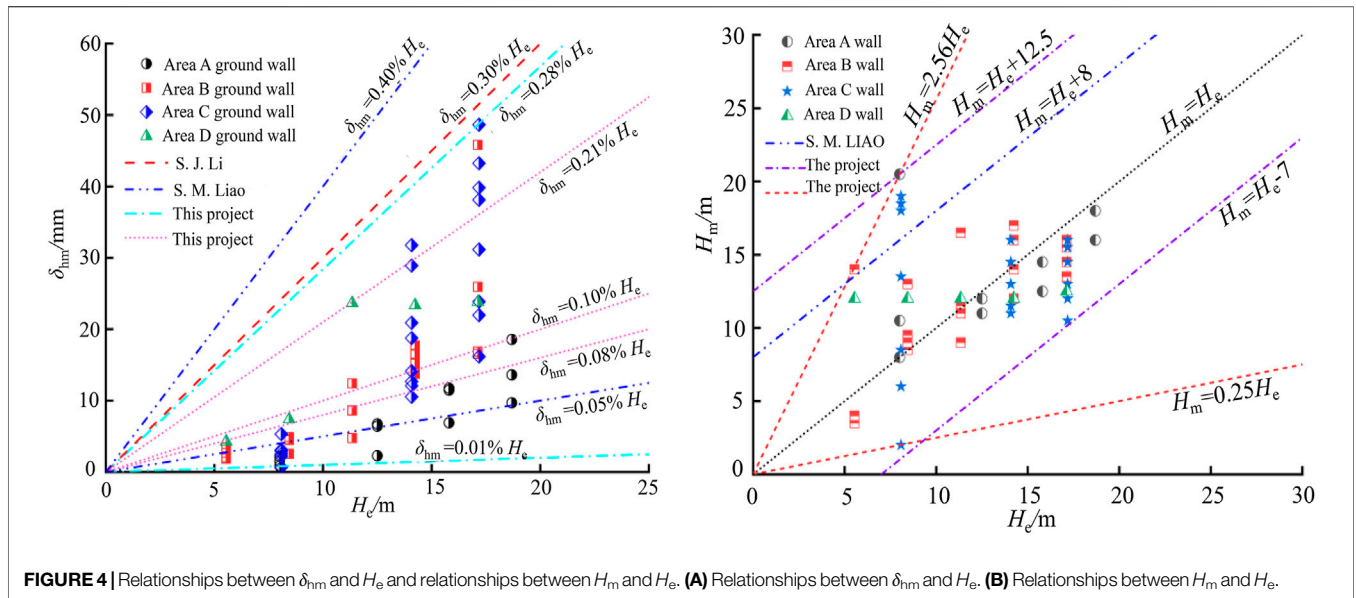 A
60
50
40
30
20
10
0
δhm/mm
0 5 10 15 20 25
He/m
Area A ground wall
Area B ground wall
Area C ground wall
Area D ground wall
S. J. Li
S. M. Liao
This project
This project
δhm=0.40% He
δhm=0.30% He
δhm=0.28% He
δhm=0.21% He
δhm=0.10% He
δhm=0.08% He
δhm=0.05% He
δhm=0.01% He
B
30
25
20
15
10
5
0
Hm/m
0 5 10 15 20 25 30
He/m
Area A wall
Area B wall
Area C wall
Area D wall
S. M. LIAO
The project
The project
Hm=2.56He
Hm=He+12.5
Hm=He+8
Hm=He
Hm=He-7
Hm=0.25He
FIGURE 4 | Relationships between δhm and He and relationships between Hm and He. (A) Relationships between δhm and He. (B) Relationships between Hm and He.